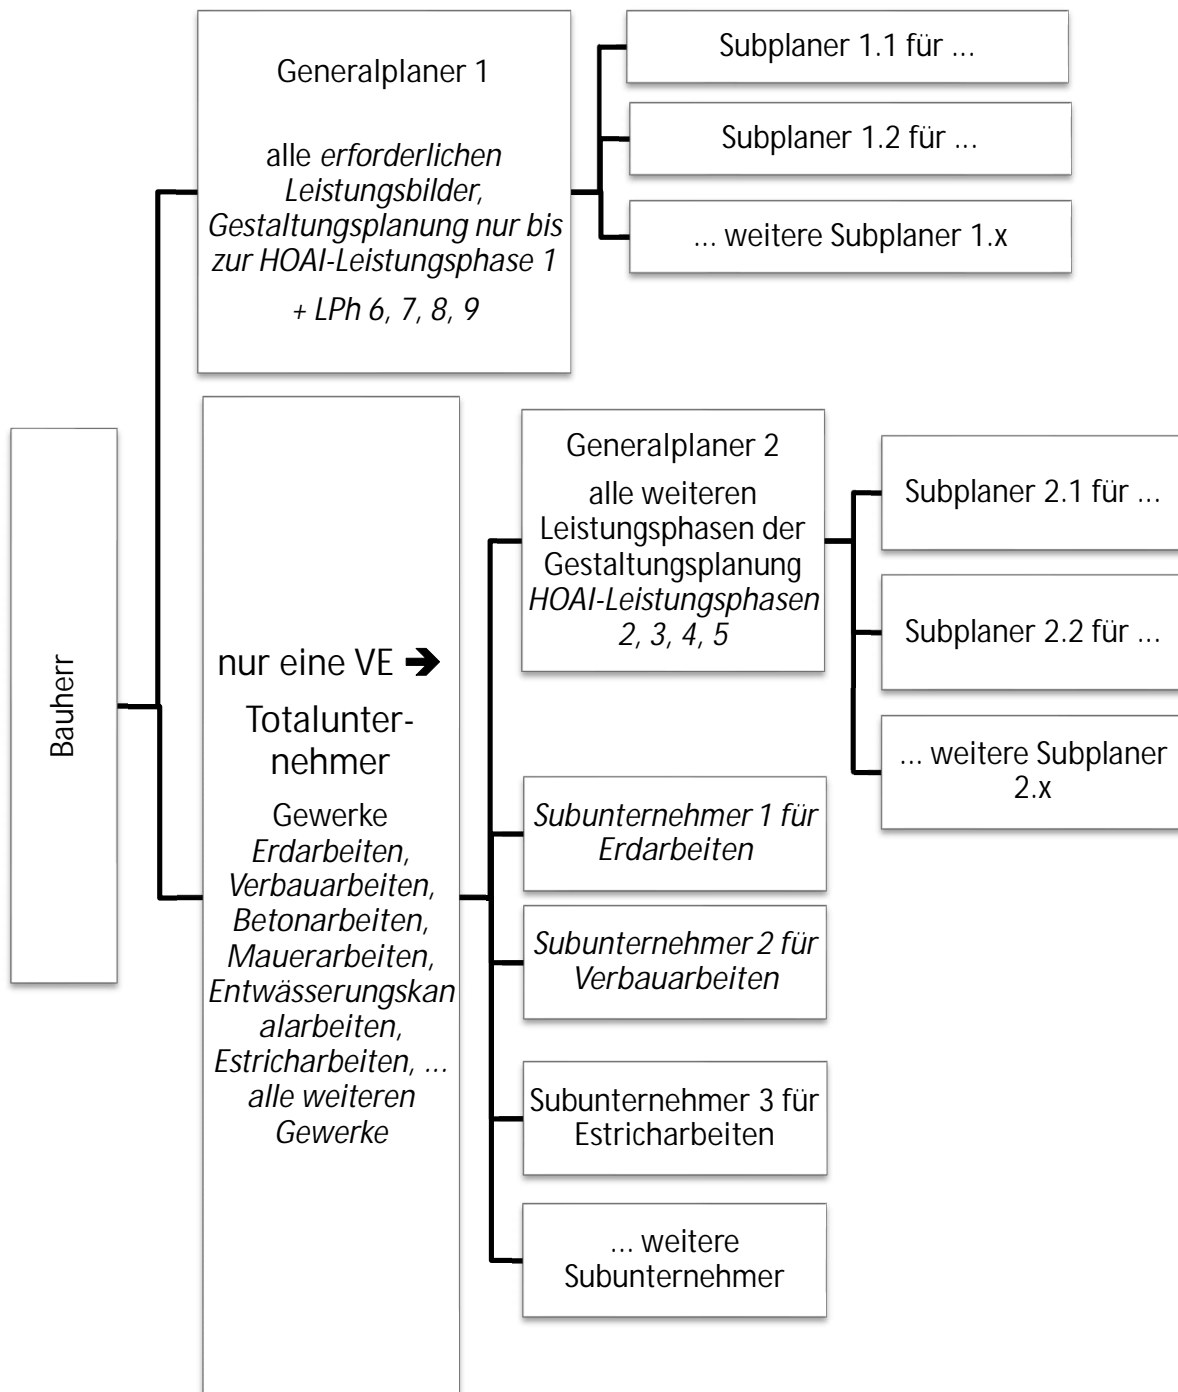 Bauherr
Generalplaner 1
alle erforderlichen
Leistungsbilder,
Gestaltungsplanung nur bis
zur HOAI-Leistungsphase 1
+ LPh 6, 7, 8, 9
Subplaner 1.1 für ...
Subplaner 1.2 für ...
... weitere Subplaner 1.x
nur eine VE ➔
Totalunter-
nehmer
Gewerke
Erdarbeiten,
Verbauarbeiten,
Betonarbeiten,
Mauerarbeiten,
Entwässerungskan
alarbeiten,
Estricharbeiten, ...
alle weiteren
Gewerke
Generalplaner 2
alle weiteren
Leistungsphasen der
Gestaltungsplanung
HOAI-Leistungsphasen
2, 3, 4, 5
Subplaner 2.1 für ...
Subplaner 2.2 für ...
... weitere Subplaner
2.x
Subunternehmer 1 für
Erdarbeiten
Subunternehmer 2 für
Verbauarbeiten
Subunternehmer 3 für
Estricharbeiten
... weitere
Subunternehmer